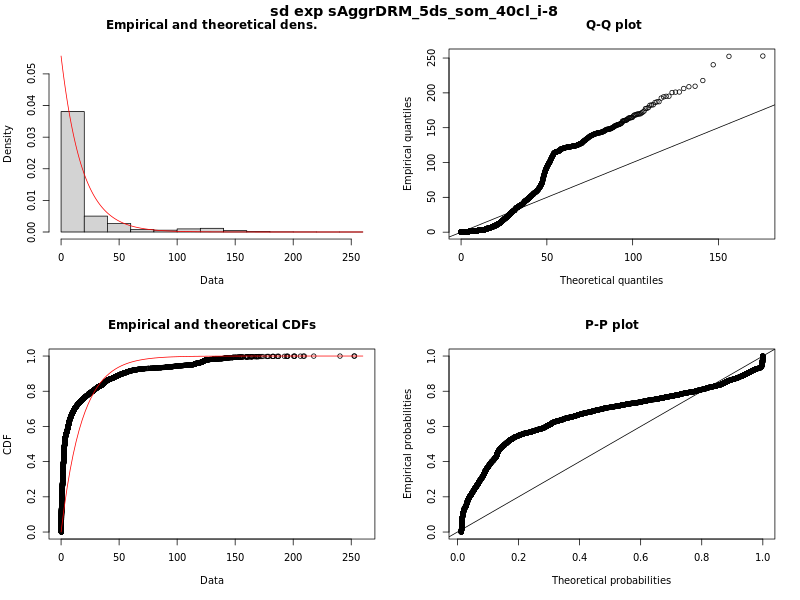 sd exp sAggrDRM_5ds_som_40cl_i-8
Empirical and theoretical dens.
Density
0.00 0.01 0.02 0.03 0.04 0.05
0 50 100 150 200 250
Data
Q-Q plot
Empirical quantiles
0 50 100 150 200 250
0 50 100 150
Theoretical quantiles
Empirical and theoretical CDFs
CDF
0.0 0.2 0.4 0.6 0.8 1.0
0 50 100 150 200 250
Data
P-P plot
Empirical probabilities
0.0 0.2 0.4 0.6 0.8 1.0
0.0 0.2 0.4 0.6 0.8 1.0
Theoretical probabilities